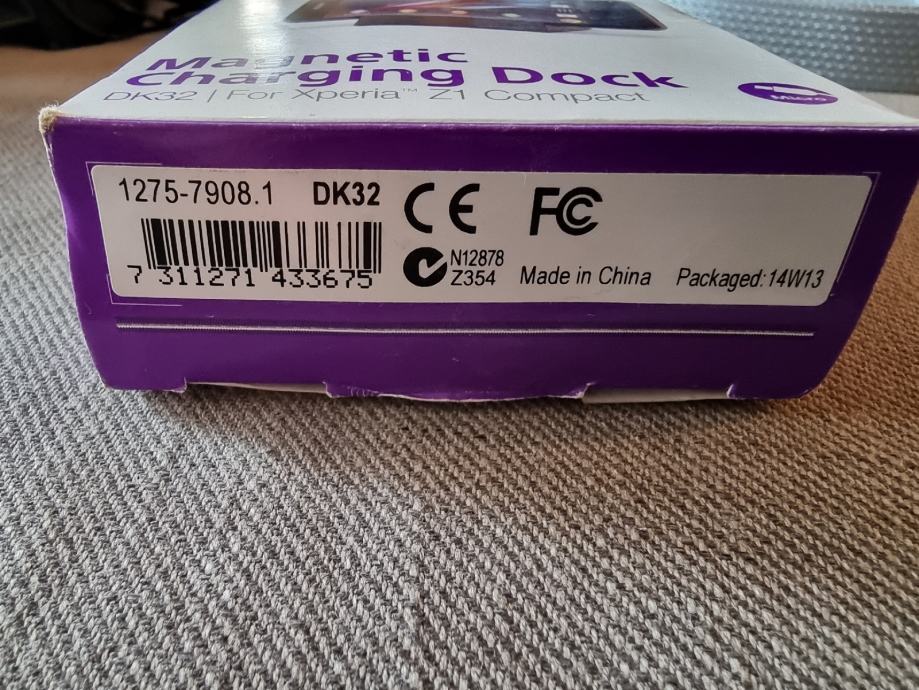 Magnetic
Charging Dock
DK32 | For Xperia™ Z1 Compact
Micro
1275-7908.1 DK32
CE FC
7 311271 433675
N12878
Z354
Made in China
Packaged:14W13